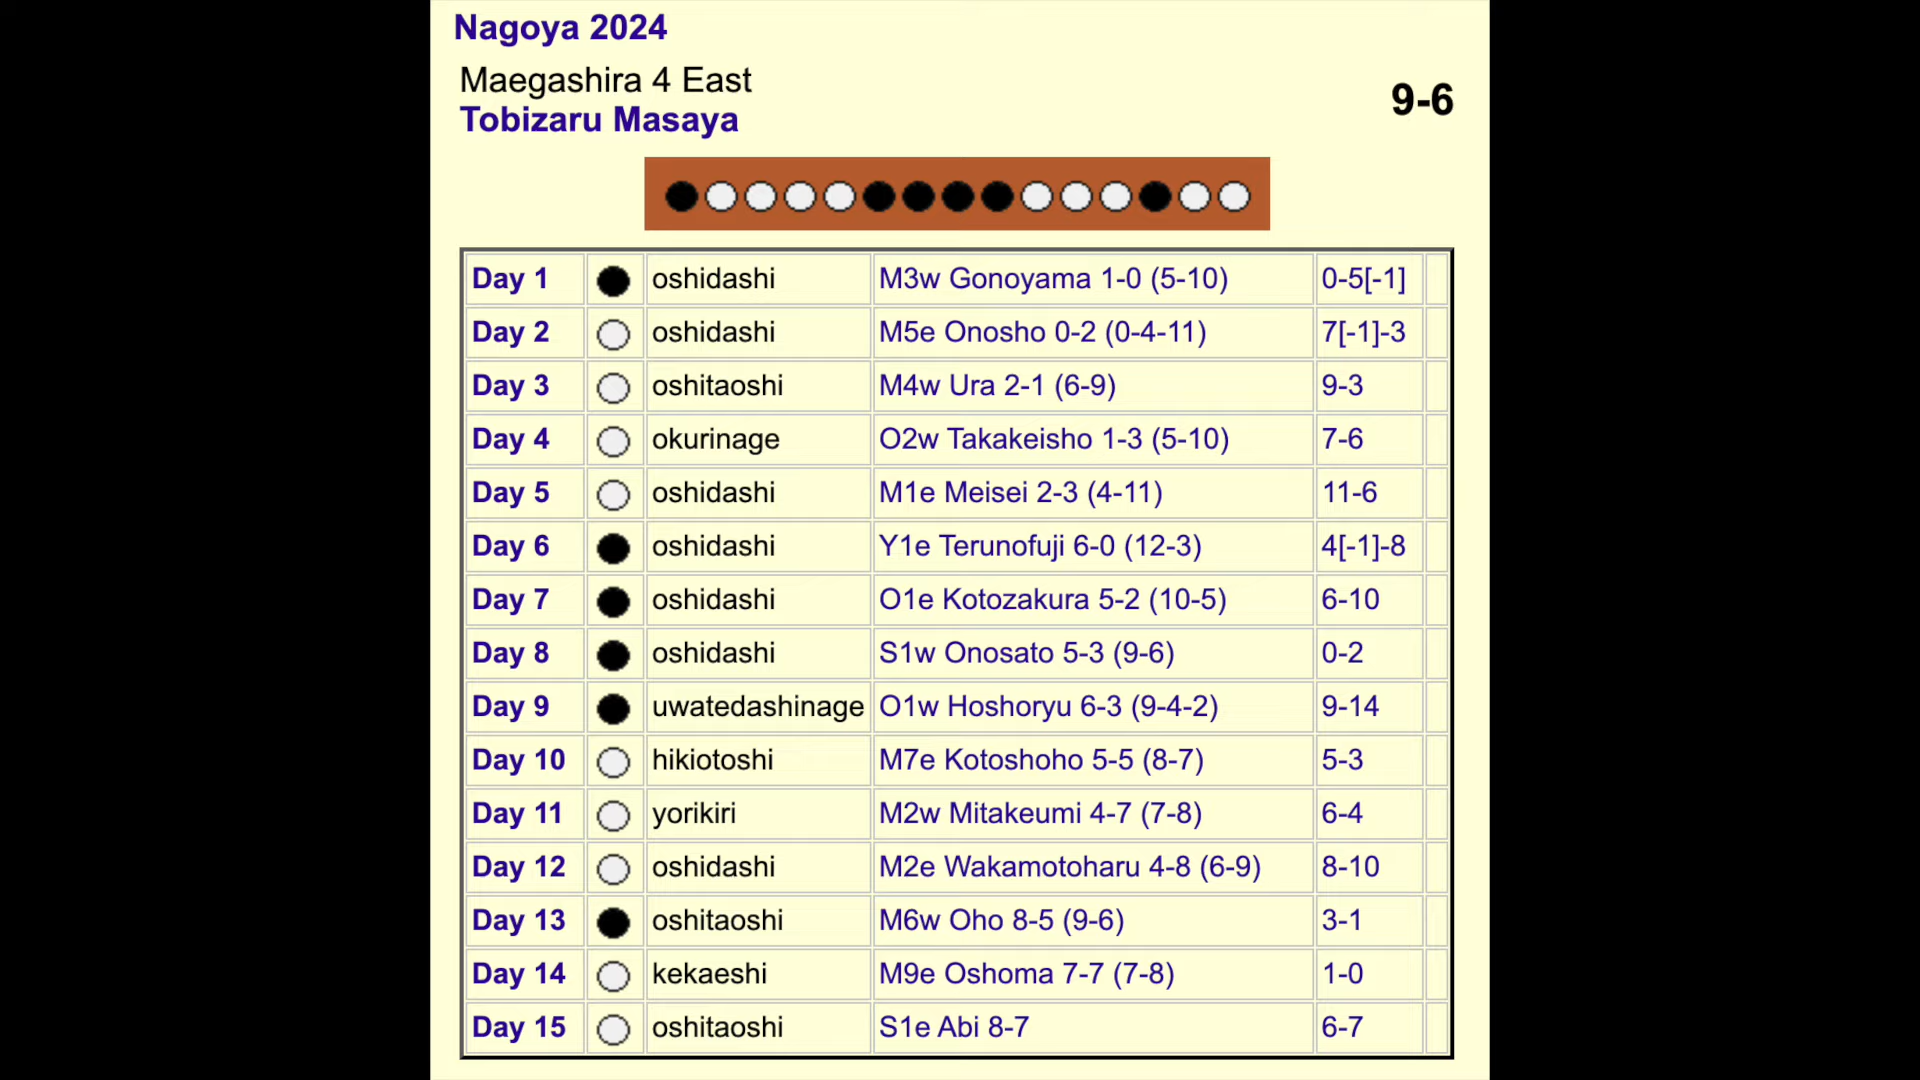 Nagoya 2024
Maegashira 4 East
Tobizaru Masaya
9-6
Day 1 oshidashi M3w Gonoyama 1-0 (5-10) 0-5[-1]
Day 2 oshidashi M5e Onosho 0-2 (0-4-11) 7[-1]-3
Day 3 oshitaoshi M4w Ura 2-1 (6-9) 9-3
Day 4 okurinage O2w Takakeisho 1-3 (5-10) 7-6
Day 5 oshidashi M1e Meisei 2-3 (4-11) 11-6
Day 6 oshidashi Y1e Terunofuji 6-0 (12-3) 4[-1]-8
Day 7 oshidashi O1e Kotozakura 5-2 (10-5) 6-10
Day 8 oshidashi S1w Onosato 5-3 (9-6) 0-2
Day 9 uwatedashinage O1w Hoshoryu 6-3 (9-4-2) 9-14
Day 10 hikiotoshi M7e Kotoshoho 5-5 (8-7) 5-3
Day 11 yorikiri M2w Mitakeumi 4-7 (7-8) 6-4
Day 12 oshidashi M2e Wakamotoharu 4-8 (6-9) 8-10
Day 13 oshitaoshi M6w Oho 8-5 (9-6) 3-1
Day 14 kekaeshi M9e Oshoma 7-7 (7-8) 1-0
Day 15 oshitaoshi S1e Abi 8-7 6-7